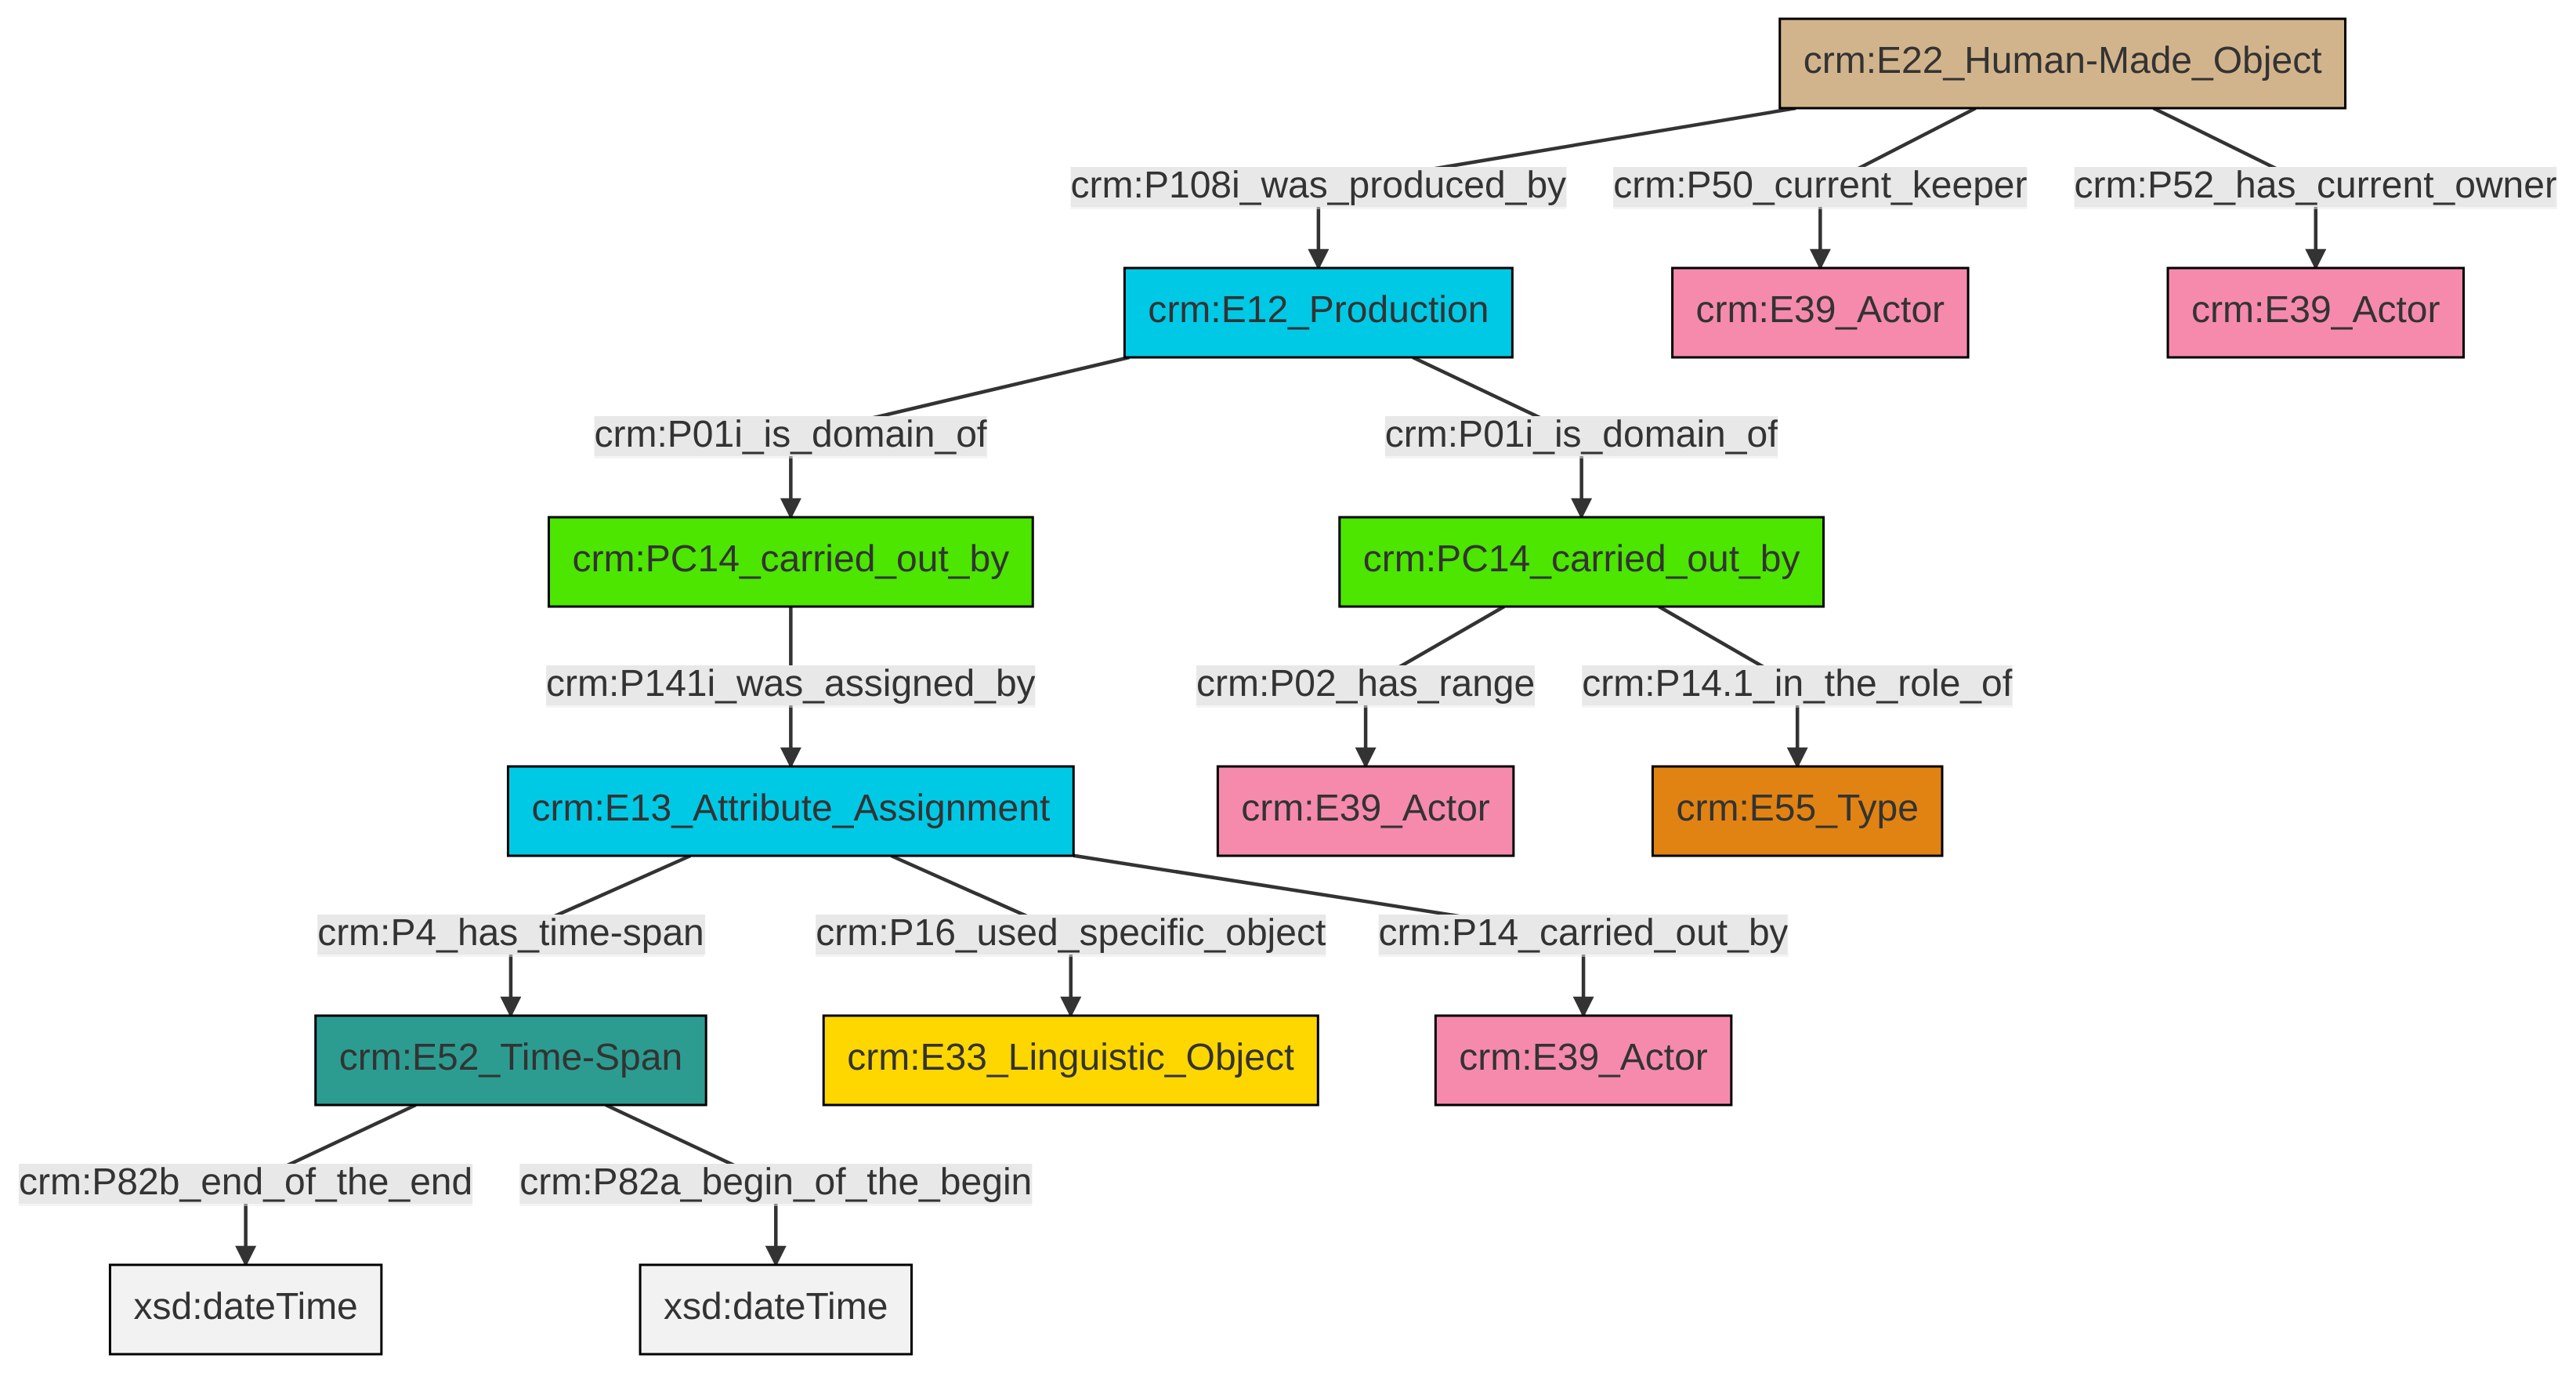 crm:E22_Human-Made_Object
crm:P108i_was_produced_by
crm:P50_current_keeper
crm:P52_has_current_owner
crm:E12_Production
crm:E39_Actor
crm:E39_Actor
crm:P01i_is_domain_of
crm:P01i_is_domain_of
crm:PC14_carried_out_by
crm:PC14_carried_out_by
crm:P141i_was_assigned_by
crm:P02_has_range
crm:P14.1_in_the_role_of
crm:E13_Attribute_Assignment
crm:E39_Actor
crm:E55_Type
crm:P4_has_time-span
crm:P16_used_specific_object
crm:P14_carried_out_by
crm:E52_Time-Span
crm:E33_Linguistic_Object
crm:E39_Actor
crm:P82b_end_of_the_end
crm:P82a_begin_of_the_begin
xsd:dateTime
xsd:dateTime